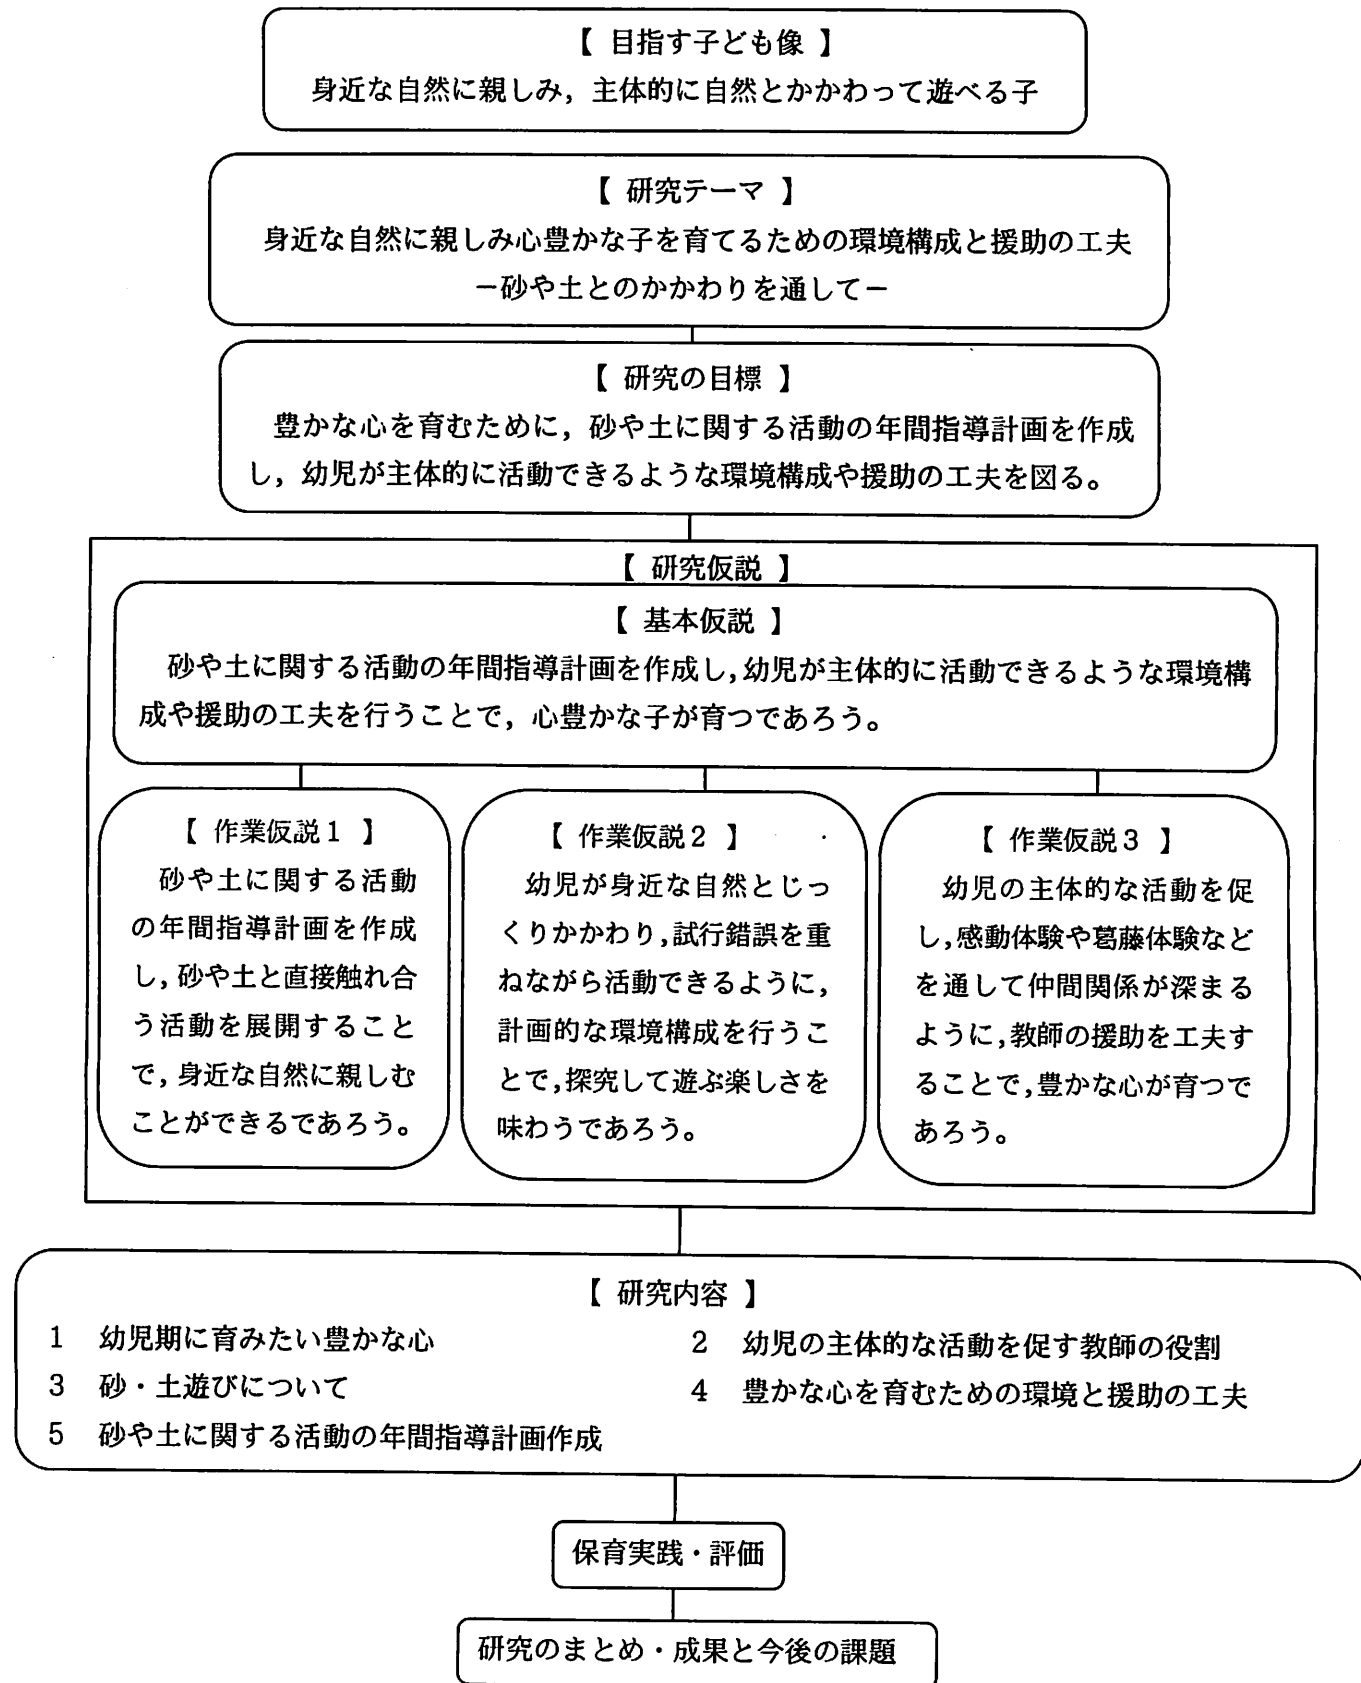 【 目指す子ども像 】
身近な自然に親しみ，主体的に自然とかかわって遊べる子
【 研究テーマ 】
身近な自然に親しみ心豊かな子を育てるための環境構成と援助の工夫
－砂や土とのかかわりを通して－
【 研究の目標 】
豊かな心を育むために，砂や土に関する活動の年間指導計画を作成
し，幼児が主体的に活動できるような環境構成や援助の工夫を図る。
【 研究仮説 】
【 基本仮説 】
砂や土に関する活動の年間指導計画を作成し,幼児が主体的に活動できるような環境構
成や援助の工夫を行うことで，心豊かな子が育つであろう。
【 作業仮説１ 】
砂や土に関する活動
の年間指導計画を作成
し,砂や土と直接触れ合
う活動を展開すること
で,身近な自然に親しむ
ことができるであろう。
【 作業仮説２ 】
幼児が身近な自然とじっ
くりかかわり,試行錯誤を重
ねながら活動できるように,
計画的な環境構成を行うこ
とで,探究して遊ぶ楽しさを
味わうであろう。
【 作業仮説３ 】
幼児の主体的な活動を促
し,感動体験や葛藤体験など
を通して仲間関係が深まる
ように,教師の援助を工夫す
ることで,豊かな心が育つで
あろう。
【 研究内容 】
1 幼児期に育みたい豊かな心
2 幼児の主体的な活動を促す教師の役割
3 砂・土遊びについて
4 豊かな心を育むための環境と援助の工夫
5 砂や土に関する活動の年間指導計画作成
保育実践・評価
研究のまとめ・成果と今後の課題